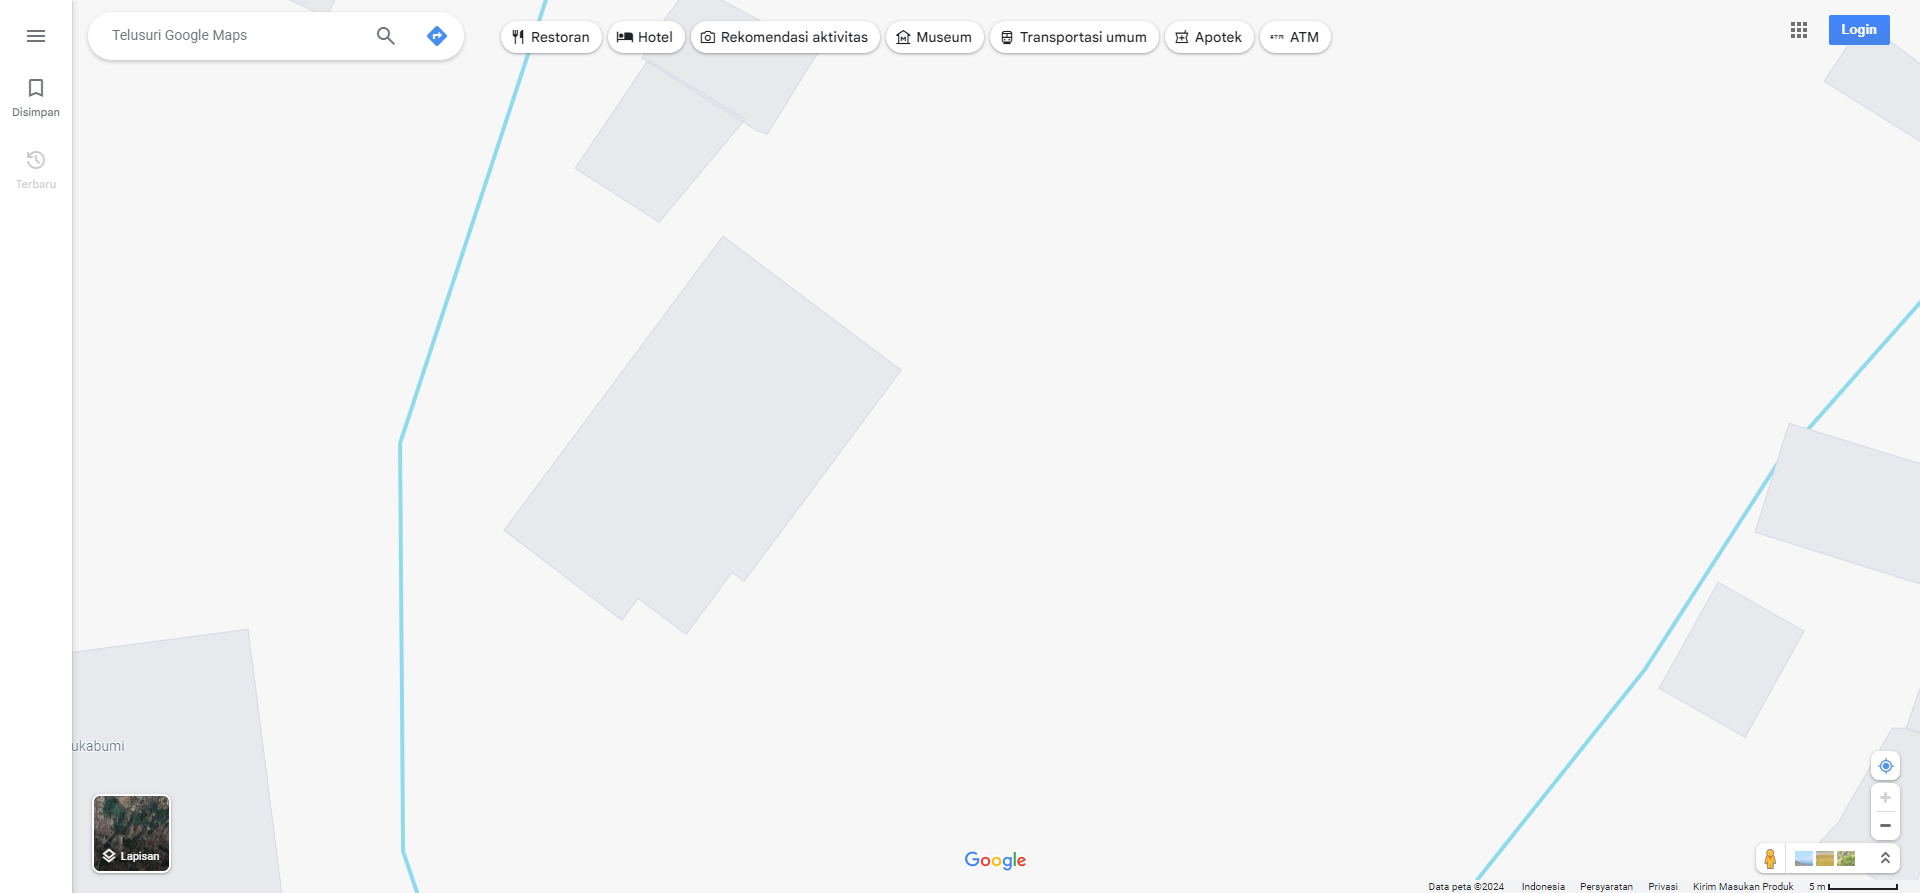 Telusuri Google Maps
Restoran
Hotel
Rekomendasi aktivitas
Museum
Transportasi umum
Apotek
ATM
ATM
Login
Disimpan
Terbaru
ukabumi
Lapisan
Google
Data peta ©2024
Indonesia
Persyaratan
Privasi
Kirim Masukan Produk
5 m